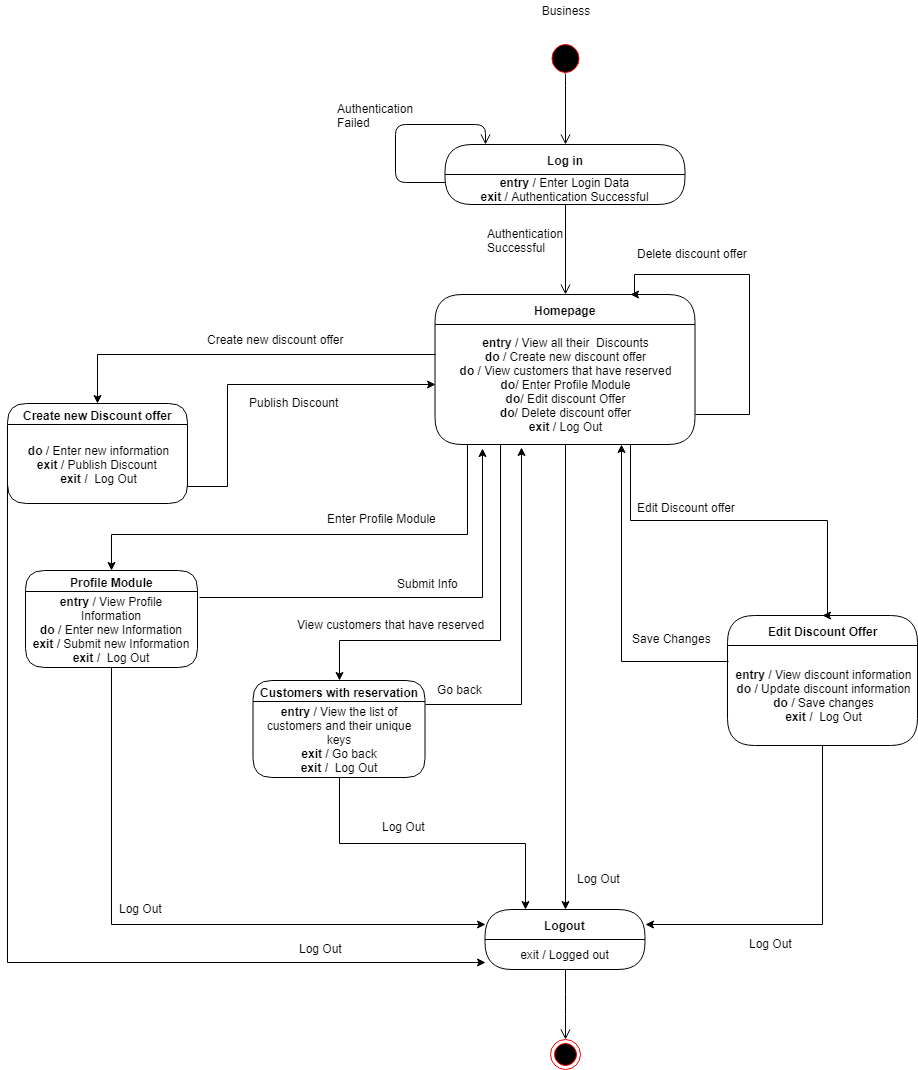 Business
Authentication
Failed
Log in
entry / Enter Login Data
exit / Authentication Successful
Authentication
Successful
Delete discount offer
Homepage
entry / View all their  Discounts
do / Create new discount offer
do / View customers that have reserved
do/ Enter Profile Module
do/ Edit discount Offer
do/ Delete discount offer
exit / Log Out
Create new discount offer
Publish Discount
Create new Discount offer
do / Enter new information
exit / Publish Discount
exit /  Log Out
Edit Discount offer
Enter Profile Module
Profile Module
entry / View Profile
Information
do / Enter new Information
exit / Submit new Information
exit /  Log Out
Submit Info
View customers that have reserved
Save Changes
Edit Discount Offer
entry / View discount information
do / Update discount information
do / Save changes
exit /  Log Out
Customers with reservation
entry / View the list of
customers and their unique
keys
exit / Go back
exit /  Log Out
Go back
Log Out
Log Out
Log Out
Log Out
Log Out
Logout
exit / Logged out